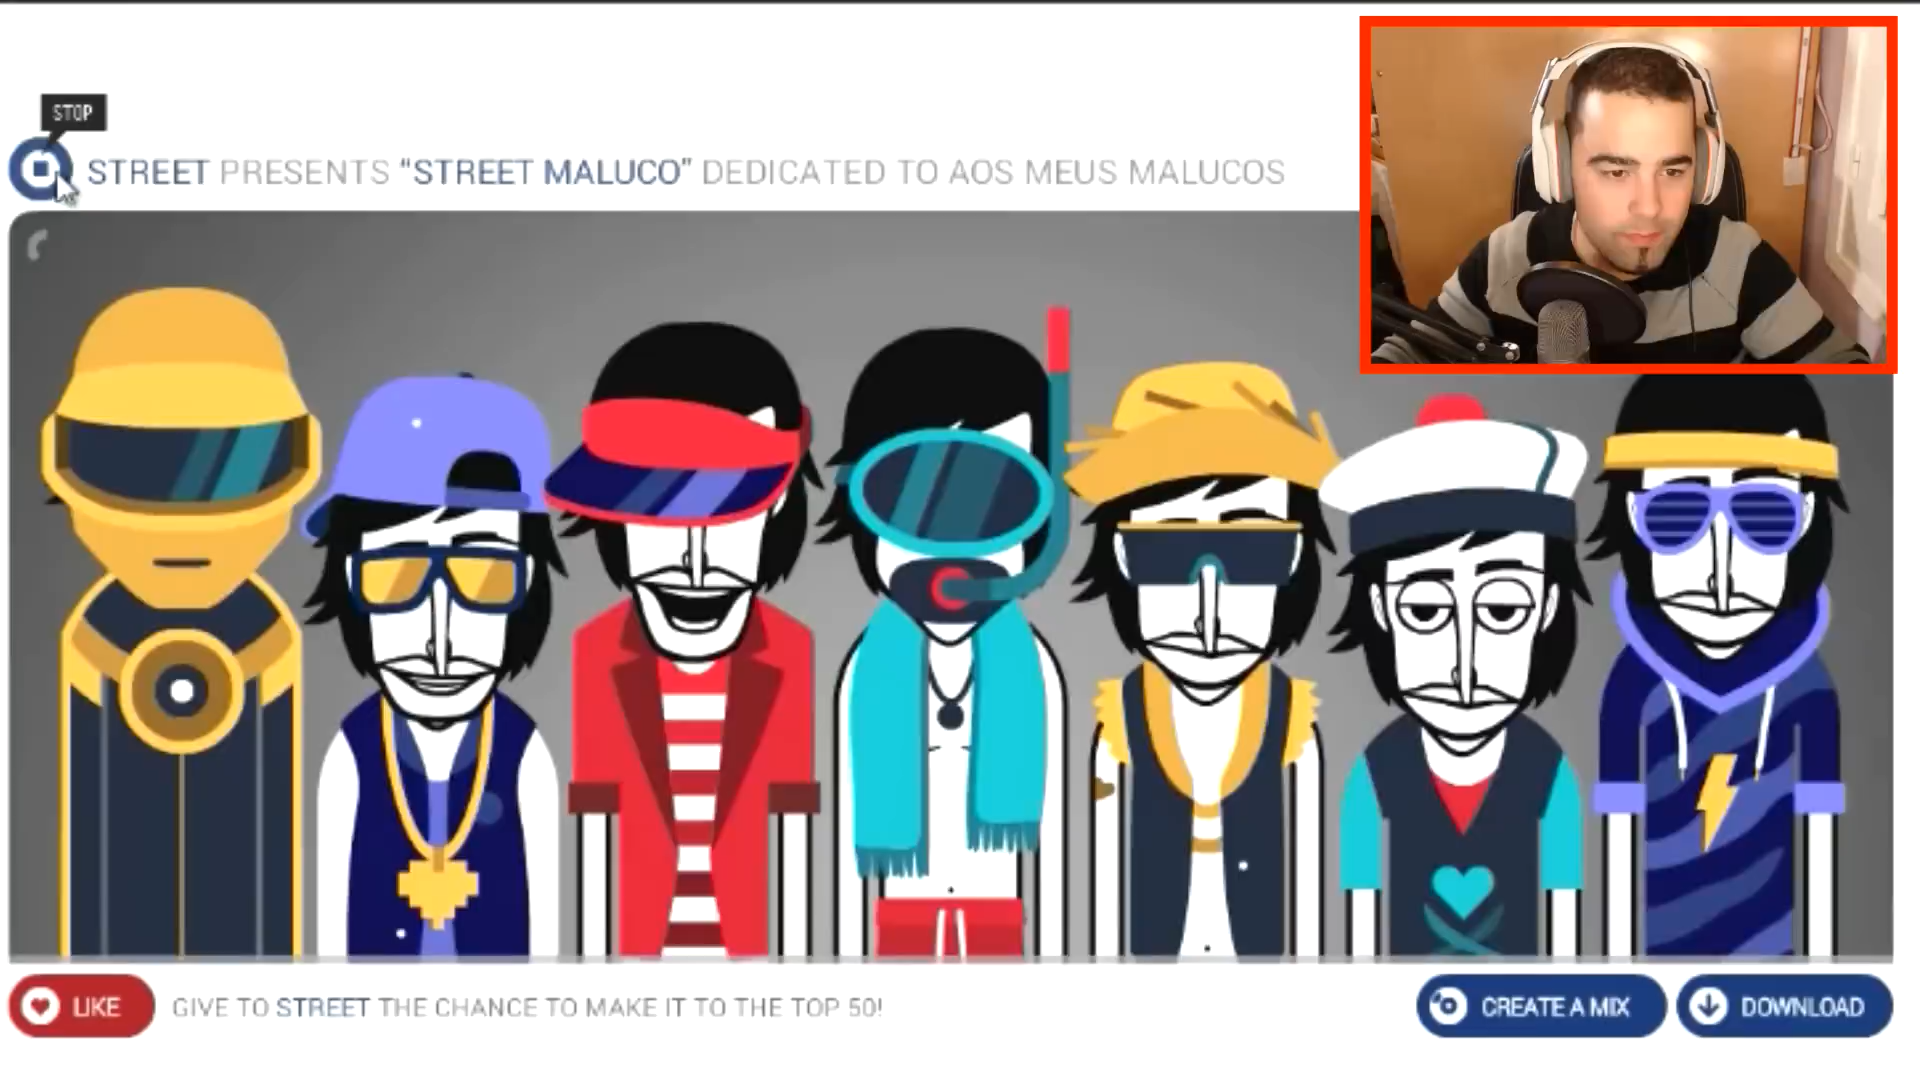 STOP
STREET PRESENTS “STREET MALUCO” DEDICATED TO AOS MEUS MALUCOS
LIKE
GIVE TO STREET THE CHANCE TO MAKE IT TO THE TOP 50!
CREATE A MIX
DOWNLOAD